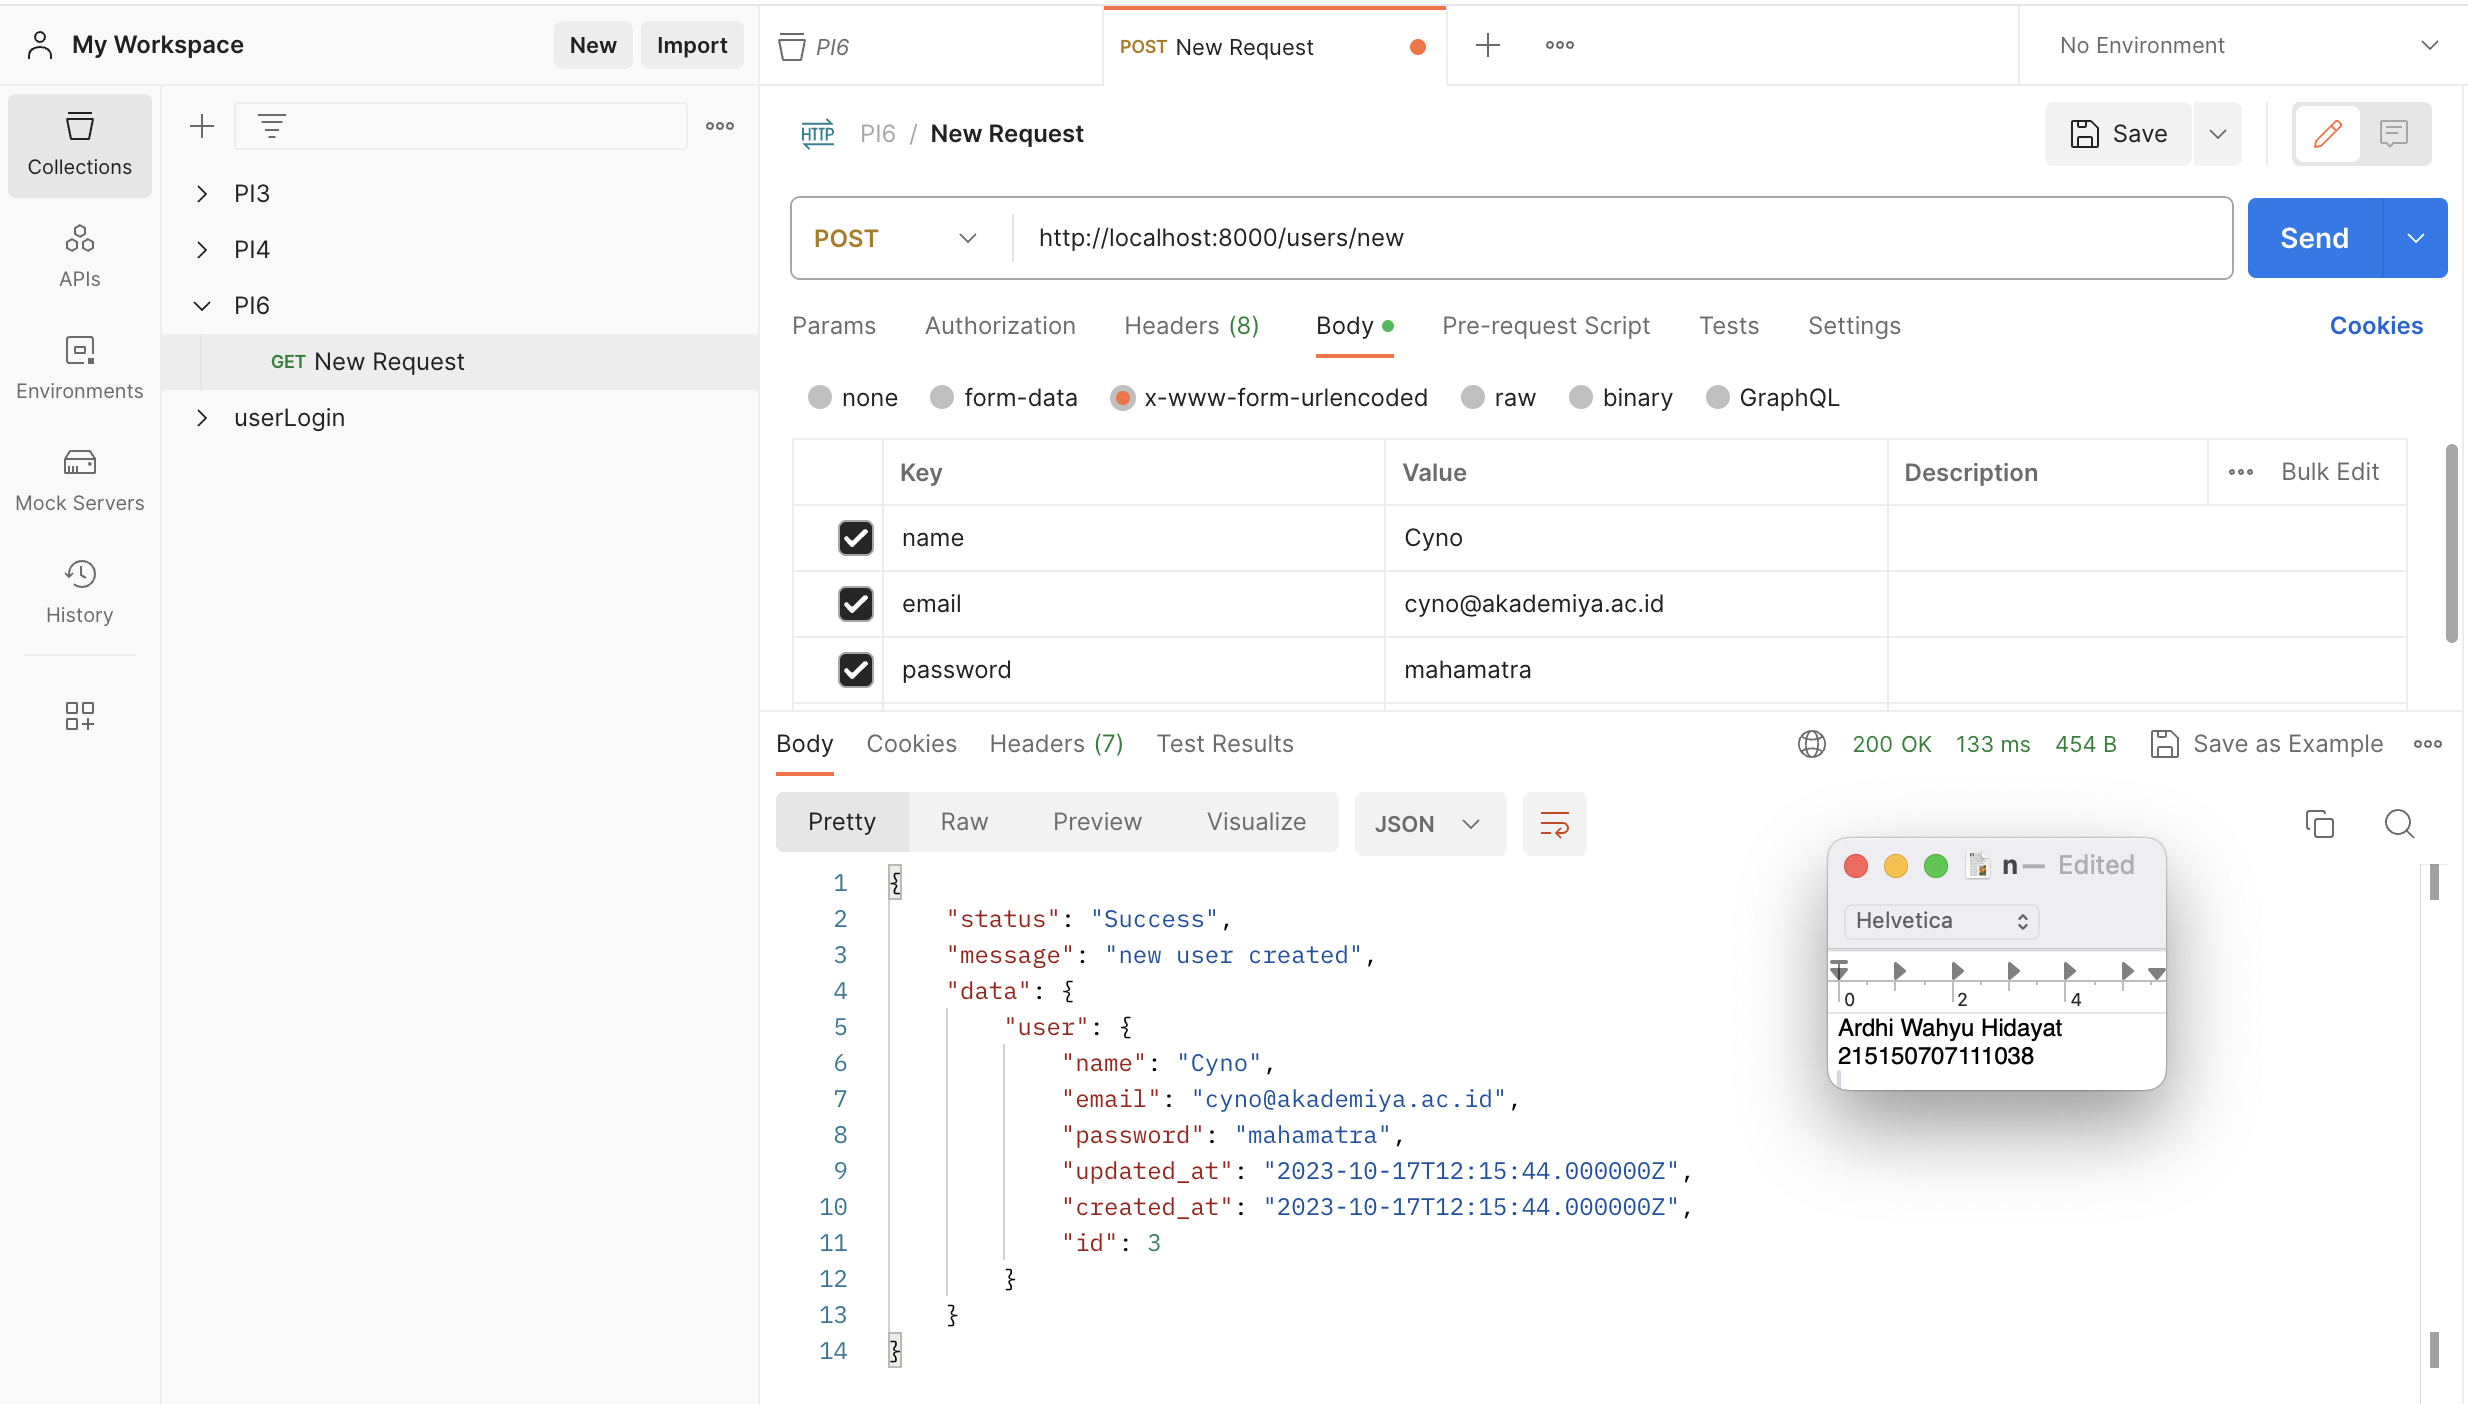 My Workspace
New
Import
PI6
POST New Request
No Environment
Collections
APIs
Environments
Mock Servers
History
PI3
PI4
PI6
GET New Request
userLogin
HTTP PI6 / New Request
Save
POST
http://localhost:8000/users/new
Send
Params
Authorization
Headers (8)
Body
Pre-request Script
Tests
Settings
Cookies
none
form-data
x-www-form-urlencoded
raw
binary
GraphQL
Key
Value
Description
Bulk Edit
name
Cyno
email
cyno@akademiya.ac.id
password
mahamatra
Body
Cookies
Headers (7)
Test Results
200 OK
133 ms
454 B
Save as Example
Pretty
Raw
Preview
Visualize
JSON
1 {
2 "status": "Success",
3 "message": "new user created",
4 "data": {
5 "user": {
6 "name": "Cyno",
7 "email": "cyno@akademiya.ac.id",
8 "password": "mahamatra",
9 "updated_at": "2023-10-17T12:15:44.000000Z",
10 "created_at": "2023-10-17T12:15:44.000000Z",
11 "id": 3
12 }
13 }
14 }
n — Edited
Helvetica
0 2 4
Ardhi Wahyu Hidayat
215150707111038